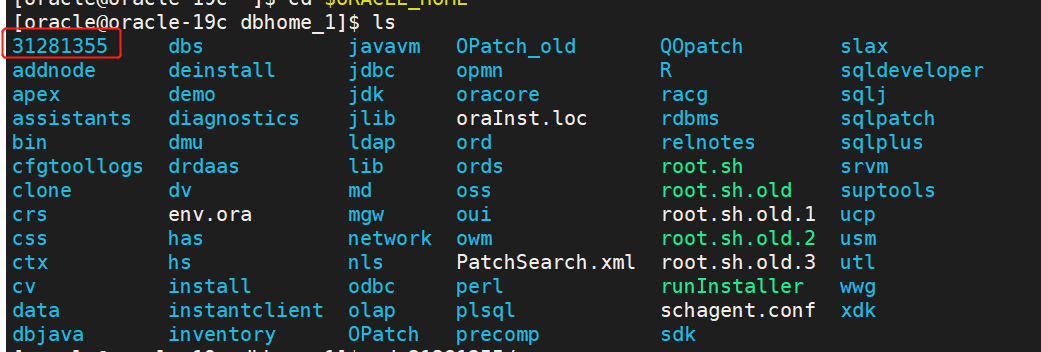 [oracle@oracle-19c ~]$ cd $ORACLE_HOME
[oracle@oracle-19c dbhome_1]$ ls
31281355 dbs javavm OPatch_old QOpatch slax
addnode deinstall jdbc opmn R sqldeveloper
apex demo jdk oracore racg sqlj
assistants diagnostics jlib oraInst.loc rdbms sqlpatch
bin dmu ldap ord relnotes sqlplus
cfgtoollogs drdaas lib ords root.sh srvm
clone dv md oss root.sh.old suptools
crs env.ora mgw oui root.sh.old.1 ucp
css has network owm root.sh.old.2 usm
ctx hs nls PatchSearch.xml root.sh.old.3 utl
cv install odbc perl runInstaller wwg
data instantclient olap plsql schagent.conf xdk
dbjava inventory OPatch precomp sdk